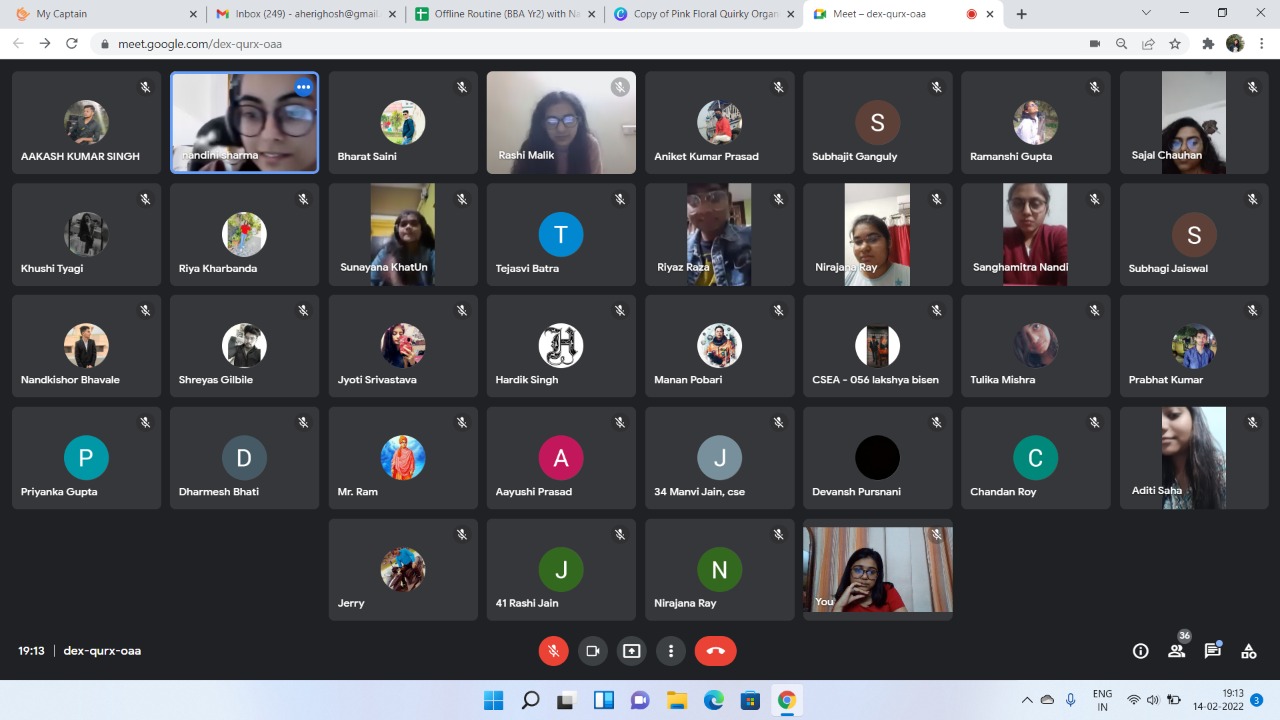 My Captain
Inbox (249) - aherighosh@gmail.
Offline Routine (BBA Yr2) with Na
Copy of Pink Floral Quirky Organ
Meet – dex-qurx-oaa
meet.google.com/dex-qurx-oaa
AAKASH KUMAR SINGH
nandini sharma
Bharat Saini
Rashi Malik
Aniket Kumar Prasad
S
Subhajit Ganguly
Ramanshi Gupta
Sajal Chauhan
Khushi Tyagi
Riya Kharbanda
Sunayana KhatUn
T
Tejasvi Batra
Riyaz Raza
Nirajana Ray
Sanghamitra Nandi
S
Subhagi Jaiswal
Nandkishor Bhavale
Shreyas Gilbile
Jyoti Srivastava
H
Hardik Singh
Manan Pobari
CSEA - 056 lakshya bisen
Tulika Mishra
Prabhat Kumar
P
Priyanka Gupta
D
Dharmesh Bhati
Mr. Ram
A
Aayushi Prasad
J
34 Manvi Jain, cse
Devansh Pursnani
C
Chandan Roy
Aditi Saha
Jerry
J
41 Rashi Jain
N
Nirajana Ray
You
19:13 | dex-qurx-oaa
36
ENG
IN
19:13
14-02-2022
3